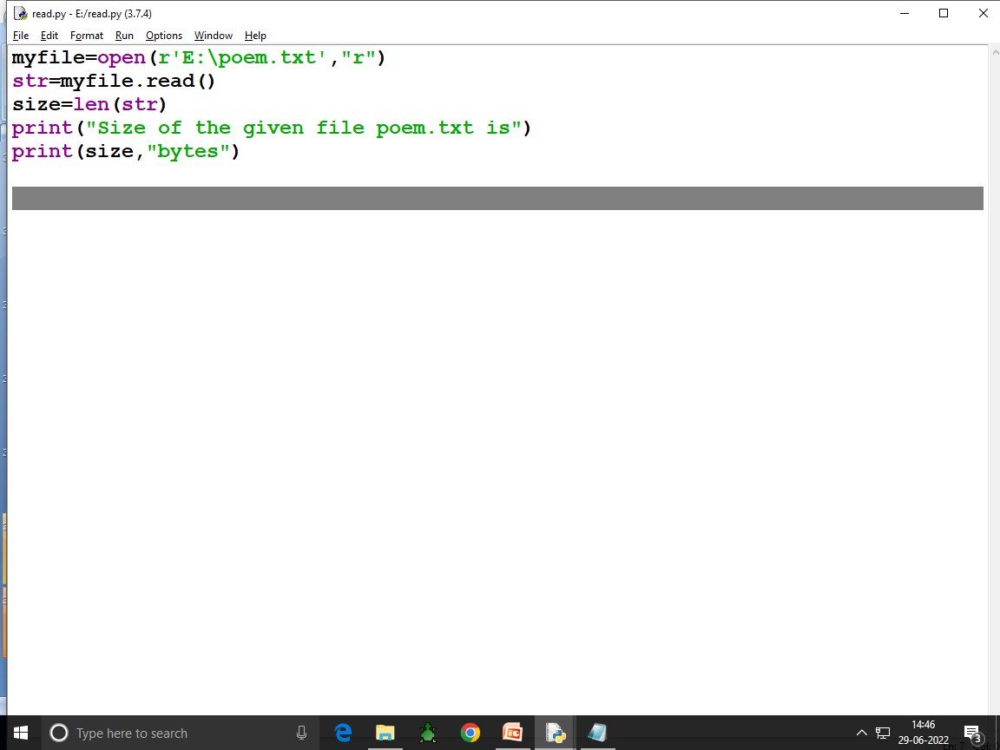 read.py - E:/read.py (3.7.4)
File Edit Format Run Options Window Help
myfile=open(r'E:\poem.txt',"r")
str=myfile.read()
size=len(str)
print("Size of the given file poem.txt is")
print(size,"bytes")
Type here to search
14:46
29-06-2022
3